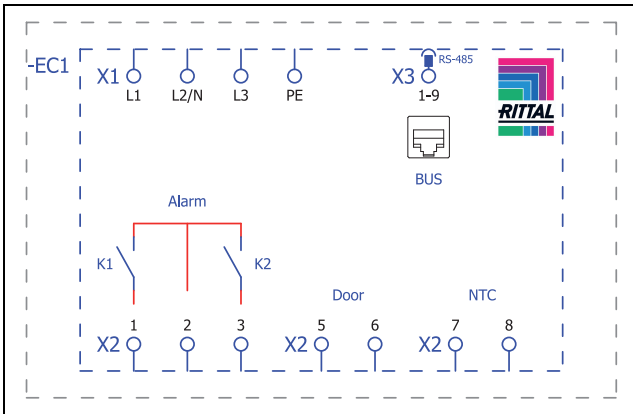 -EC1
X1 L1 L2/N L3 PE
X3 1-9 RS-485
RITTAL
BUS
Alarm
K1 K2
Door NTC
X2 1 2 3 X2 5 6 X2 7 8